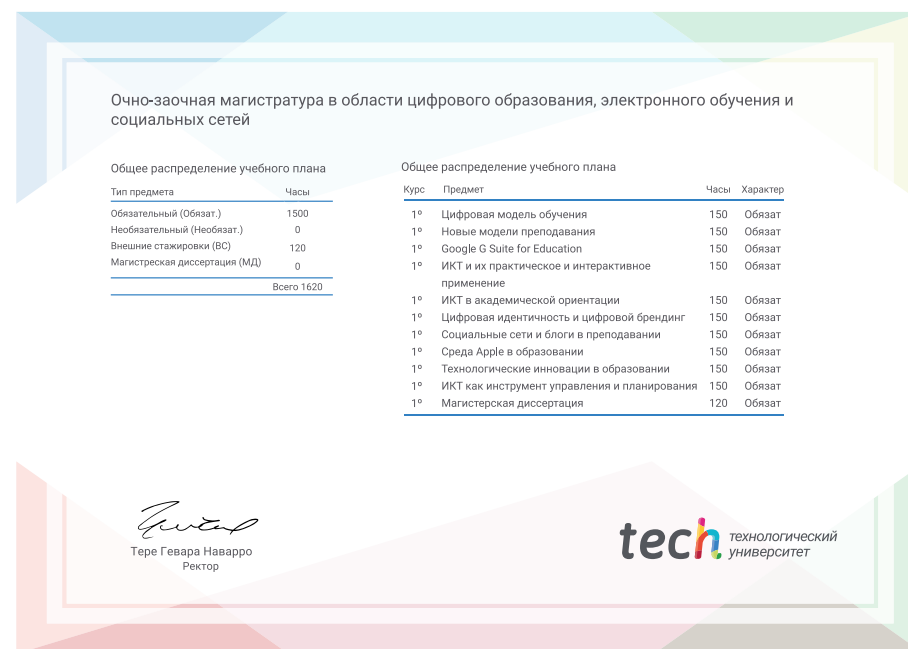 Очно-заочная магистратура в области цифрового образования, электронного обучения и
социальных сетей
Общее распределение учебного плана
Тип предмета Часы
Обязательный (Обязат.) 1500
Необязательный (Необязат.) 0
Внешние стажировки (ВС) 120
Магистреская диссертация (МД) 0
Всего 1620
Общее распределение учебного плана
Курс Предмет Часы Характер
1º Цифровая модель обучения 150 Обязат
1º Новые модели преподавания 150 Обязат
1º Google G Suite for Education 150 Обязат
1º ИКТ и их практическое и интерактивное 150 Обязат
применение
1º ИКТ в академической ориентации 150 Обязат
1º Цифровая идентичность и цифровой брендинг 150 Обязат
1º Социальные сети и блоги в преподавании 150 Обязат
1º Среда Apple в образовании 150 Обязат
1º Технологические инновации в образовании 150 Обязат
1º ИКТ как инструмент управления и планирования 150 Обязат
1º Магистерская диссертация 120 Обязат
Тере Гевара Наварро
Ректор
tech технологический
университет